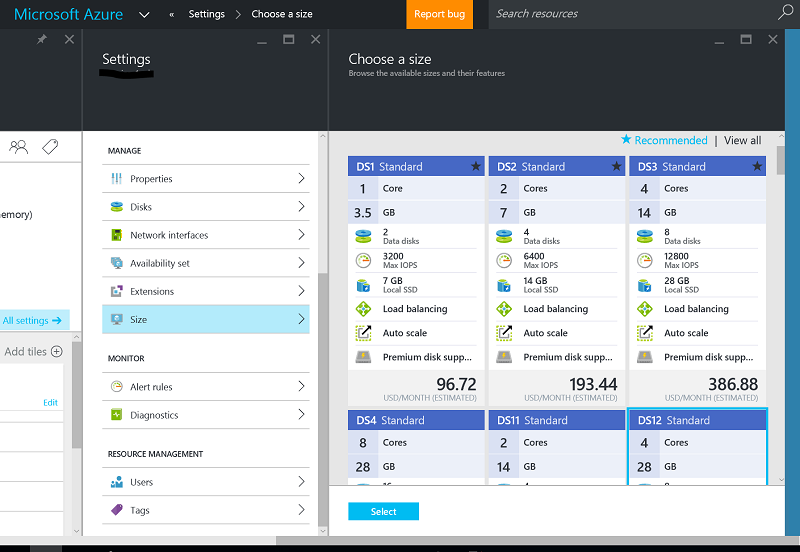 Microsoft Azure
«
Settings
Choose a size
Report bug
Search resources
emory)
All settings
Add tiles
Edit
Settings
MANAGE
Properties
Disks
Network interfaces
Availability set
Extensions
Size
MONITOR
Alert rules
Diagnostics
RESOURCE MANAGEMENT
Users
Tags
Choose a size
Browse the available sizes and their features
Recommended | View all
DS1 Standard
1 Core
3.5 GB
2
Data disks
3200
Max IOPS
7 GB
Local SSD
Load balancing
Auto scale
Premium disk supp...
96.72
USD/MONTH (ESTIMATED)
DS2 Standard
2 Cores
7 GB
4
Data disks
6400
Max IOPS
14 GB
Local SSD
Load balancing
Auto scale
Premium disk supp...
193.44
USD/MONTH (ESTIMATED)
DS3 Standard
4 Cores
14 GB
8
Data disks
12800
Max IOPS
28 GB
Local SSD
Load balancing
Auto scale
Premium disk supp...
386.88
USD/MONTH (ESTIMATED)
DS4 Standard
8 Cores
28 GB
DS11 Standard
2 Cores
14 GB
DS12 Standard
4 Cores
28 GB
Select